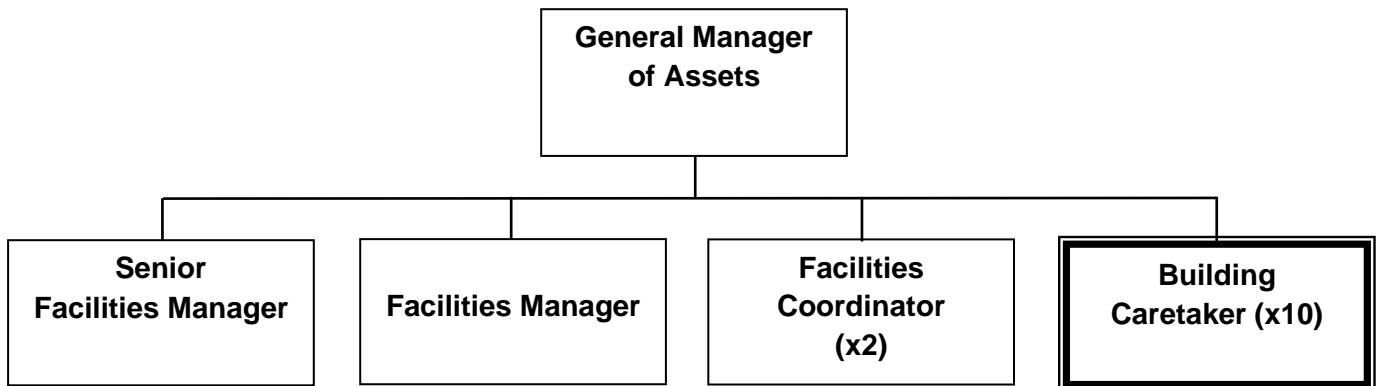 General Manager
of Assets
Senior
Facilities Manager
Facilities Manager
Facilities
Coordinator
(x2)
Building
Caretaker (x10)